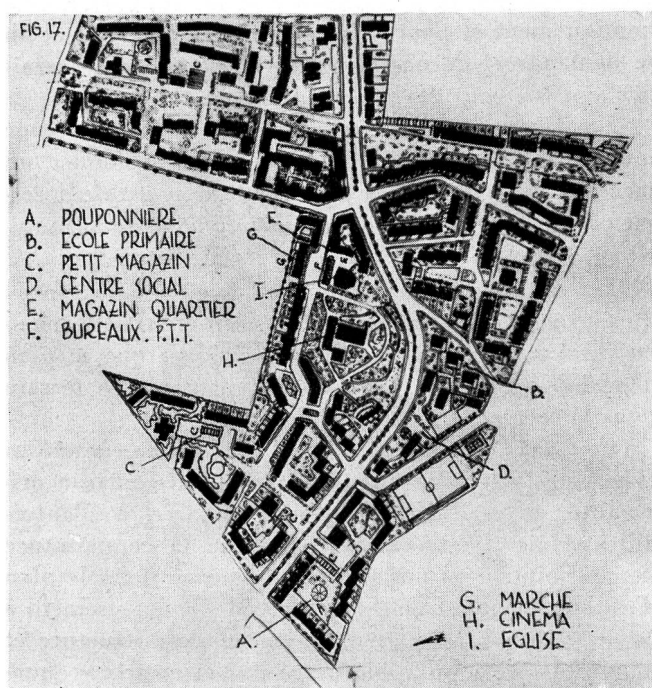 FIG. 17.
A. POUPONNIERE
B. ECOLE PRIMAIRE
C. PETIT MAGAZIN
D. CENTRE SOCIAL
E. MAGAZIN QUARTIER
F. BUREAUX. P.T.T.
E.
G.
I.
H.
B.
C
C
D.
A.
G. MARCHE
H. CINEMA
I. EGLISE